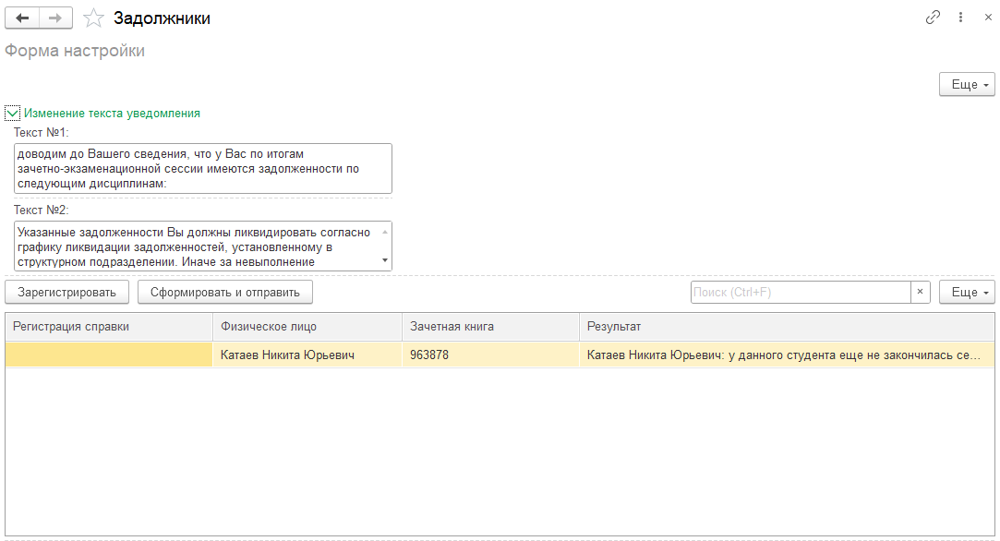 Задолжники
Форма настройки
Еще
Изменение текста уведомления
Текст №1:
доводим до Вашего сведения, что у Вас по итогам
зачетно-экзаменационной сессии имеются задолженности по
следующим дисциплинам:
Текст №2:
Указанные задолженности Вы должны ликвидировать согласно
графику ликвидации задолженностей, установленному в
структурном подразделении. Иначе за невыполнение
Зарегистрировать Сформировать и отправить Поиск (Ctrl+F) × Еще
Регистрация справки Физическое лицо Зачетная книга Результат
Катаев Никита Юрьевич 963878 Катаев Никита Юрьевич: у данного студента еще не закончилась се...